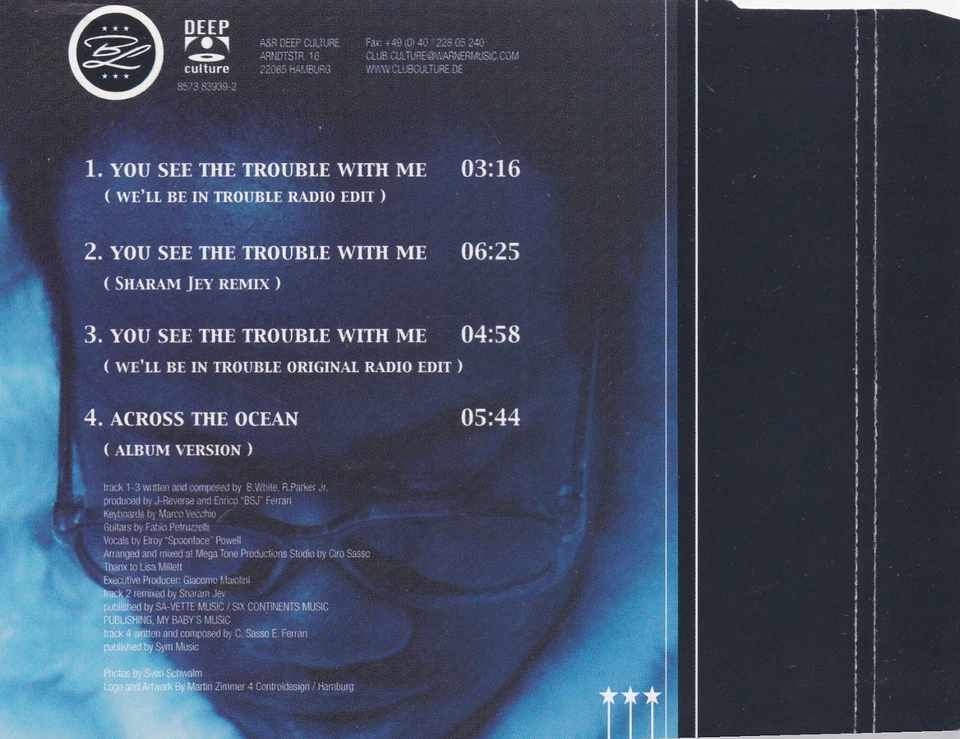 BL
DEEP
culture
8573 83939-2
A&R DEEP CULTURE
ARNDTSTR. 16
22085 HAMBURG
Fax: +49 (0) 40 / 228 05 240
CLUB.CULTURE@WARNERMUSIC.COM
WWW.CLUBCULTURE.DE
1. YOU SEE THE TROUBLE WITH ME 03:16
( WE'LL BE IN TROUBLE RADIO EDIT )
2. YOU SEE THE TROUBLE WITH ME 06:25
( SHARAM JEY REMIX )
3. YOU SEE THE TROUBLE WITH ME 04:58
( WE'LL BE IN TROUBLE ORIGINAL RADIO EDIT )
4. ACROSS THE OCEAN 05:44
( ALBUM VERSION )
track 1-3 written and composed by B.White, R.Parker Jr.
produced by J-Reverse and Enrico "BSJ" Ferrari
Keyboards by Marco Vecchio
Guitars by Fabio Petruzzelli
Vocals by Elroy "Spoonface" Powell
Arranged and mixed at Mega Tone Productions Studio by Ciro Sasso
Thanx to Lisa Millett
Executive Producer: Giacomo Maiolini
track 2 remixed by Sharam Jey
published by SA-VETTE MUSIC / SIX CONTINENTS MUSIC
PUBLISHING, MY BABY'S MUSIC
track 4 written and composed by C. Sasso E. Ferrari
published by Sym Music
Photos by Sven Schwalm
Logo and Artwork By Martin Zimmer 4 Controldesign / Hamburg